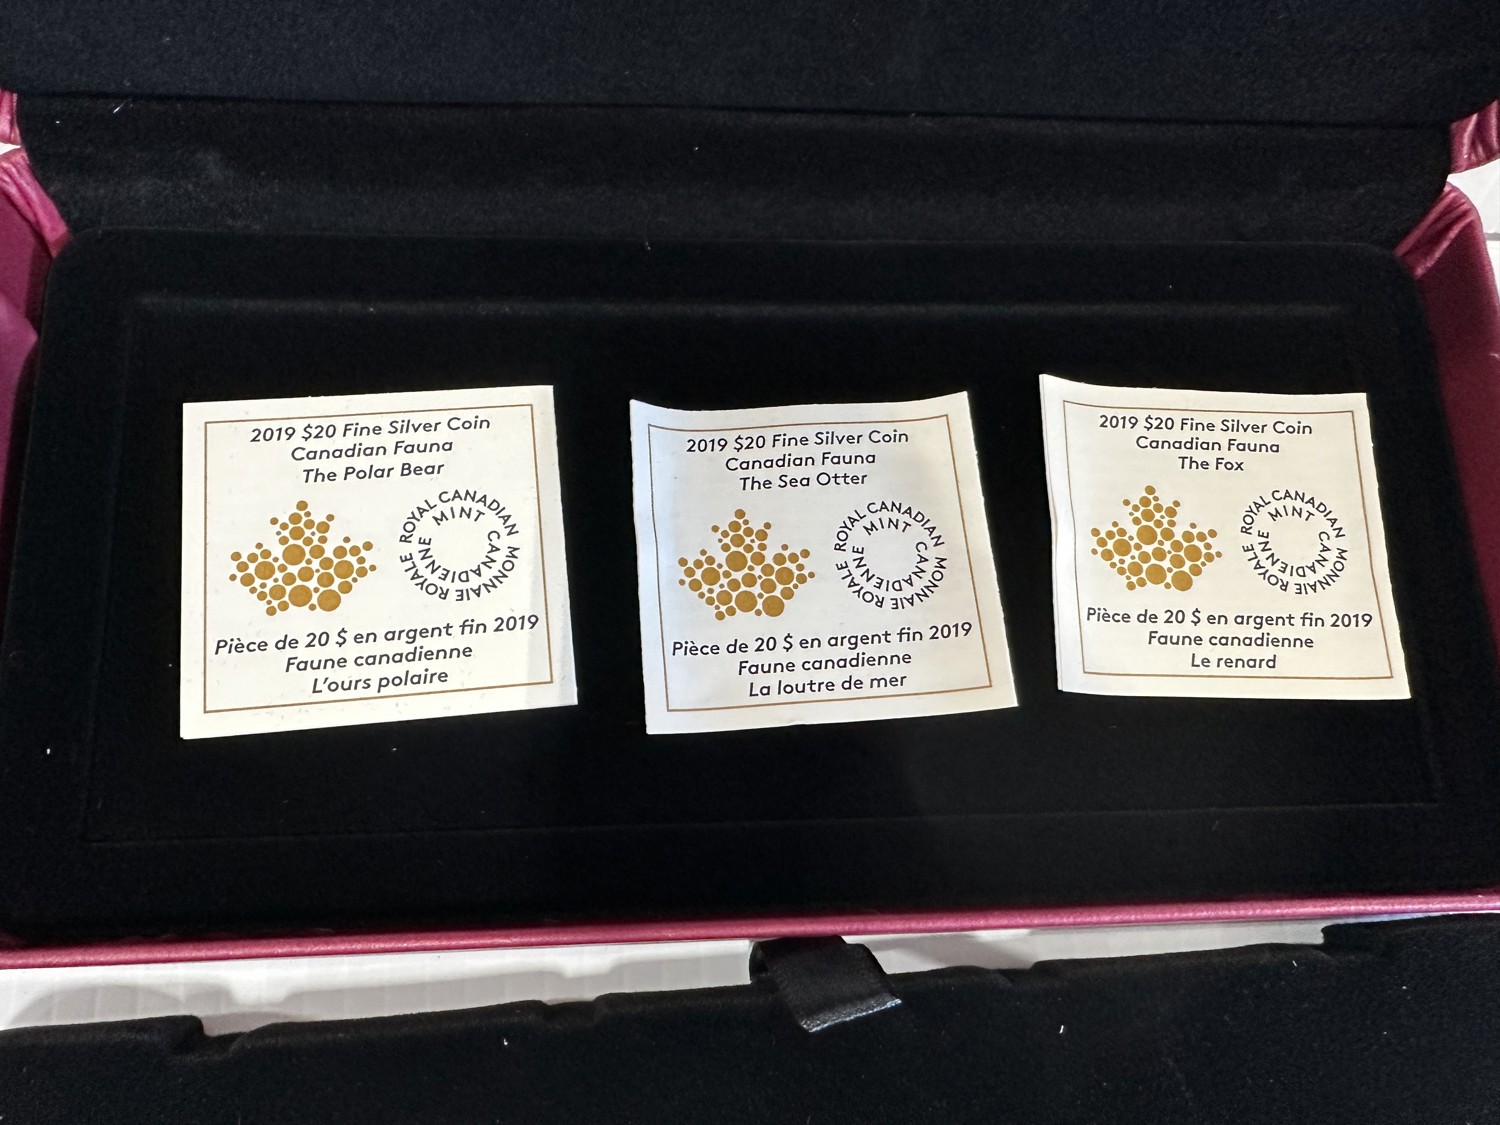 2019 $20 Fine Silver Coin
Canadian Fauna
The Polar Bear
ROYAL CANADIAN MINT
MONNAIE ROYALE CANADIENNE
Pièce de 20 $ en argent fin 2019
Faune canadienne
L'ours polaire
2019 $20 Fine Silver Coin
Canadian Fauna
The Sea Otter
ROYAL CANADIAN MINT
MONNAIE ROYALE CANADIENNE
Pièce de 20 $ en argent fin 2019
Faune canadienne
La loutre de mer
2019 $20 Fine Silver Coin
Canadian Fauna
The Fox
ROYAL CANADIAN MINT
MONNAIE ROYALE CANADIENNE
Pièce de 20 $ en argent fin 2019
Faune canadienne
Le renard